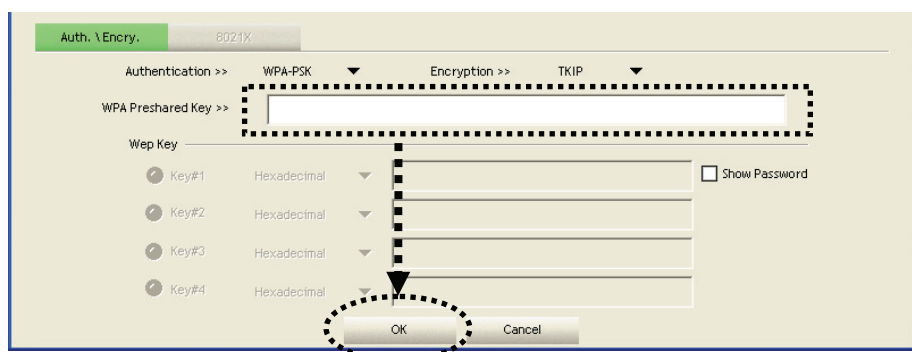 Auth. \ Encry. 8021X
Authentication >> WPA-PSK Encryption >> TKIP
WPA Preshared Key >>
Wep Key
Key#1 Hexadecimal Show Password
Key#2 Hexadecimal
Key#3 Hexadecimal
Key#4 Hexadecimal
OK Cancel